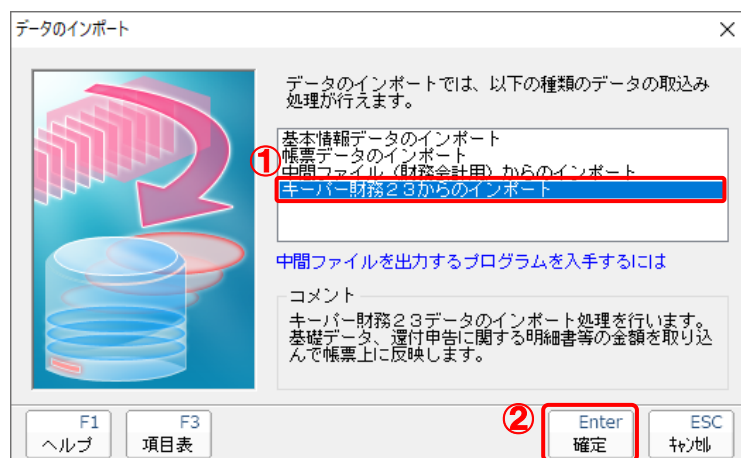 データのインポート
データのインポートでは、以下の種類のデータの取込み
処理が行えます。
基本情報データのインポート
①
帳票データのインポート
中間ファイル（財務会計用）からのインポート
キーパー財務２３からのインポート
中間ファイルを出力するプログラムを入手するには
コメント
キーパー財務２３データのインポート処理を行います。
基礎データ、還付申告に関する明細書等の金額を取り込
んで帳票上に反映します。
F1
ヘルプ
F3
項目表
②
Enter
確定
ESC
ｷｬﾝｾﾙ